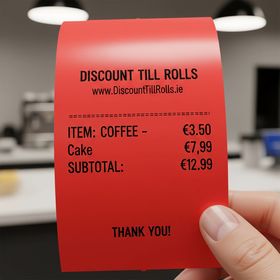 DISCOUNT TILL ROLLS
www.DiscountTillRolls.ie
ITEM: COFFEE – €3.50
Cake €7,99
SUBTOTAL: €12.99
THANK YOU!